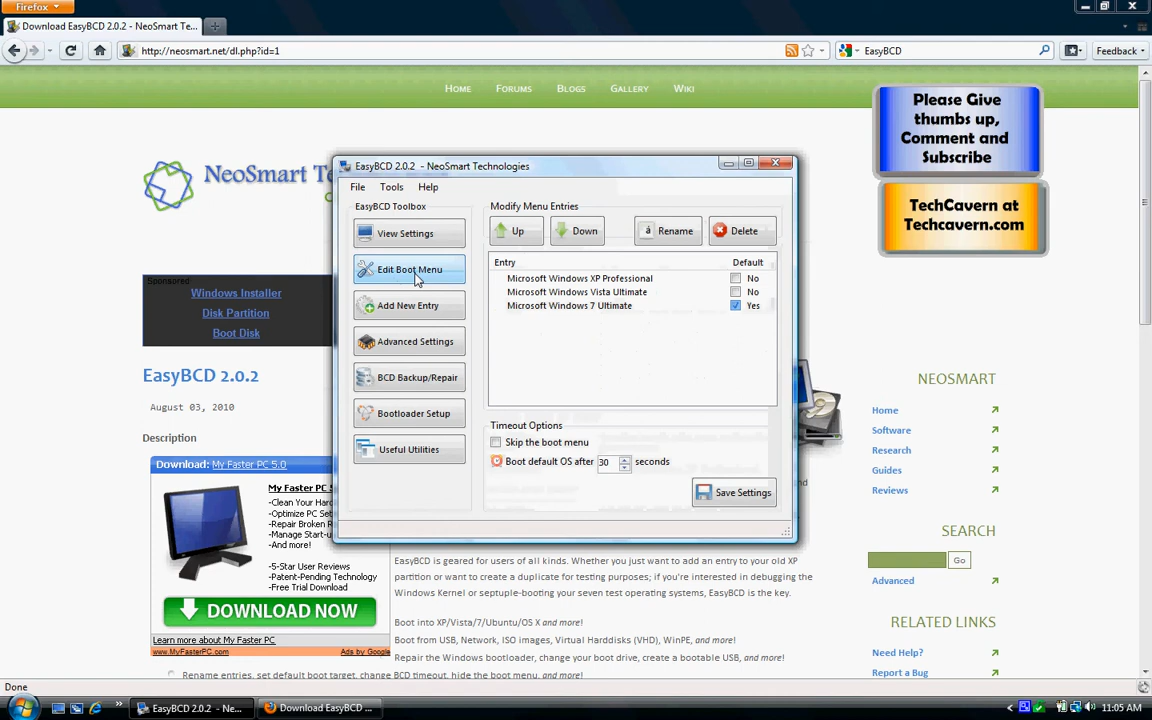 Firefox
Download EasyBCD 2.0.2 - NeoSmart Te...
http://neosmart.net/dl.php?id=1
EasyBCD
Feedback
HOME
FORUMS
BLOGS
GALLERY
WIKI
Please Give
thumbs up,
Comment and
Subscribe
TechCavern at
Techcavern.com
NeoSmart Te
EasyBCD 2.0.2 - NeoSmart Technologies
File
Tools
Help
EasyBCD Toolbox
View Settings
Edit Boot Menu
Add New Entry
Advanced Settings
BCD Backup/Repair
Bootloader Setup
Useful Utilities
Modify Menu Entries
Up
Down
Rename
Delete
Entry
Default
Microsoft Windows XP Professional
No
Microsoft Windows Vista Ultimate
No
Microsoft Windows 7 Ultimate
Yes
Timeout Options
Skip the boot menu
Boot default OS after 30 seconds
Save Settings
Sponsored
Windows Installer
Disk Partition
Boot Disk
EasyBCD 2.0.2
August 03, 2010
Description
Download: My Faster PC 5.0
My Faster PC 5
-Clean Your Hard
-Optimize PC Set
-Repair Broken R
-Manage Start-u
-And more!
-5-Star User Reviews
-Patent-Pending Technology
-Free Trial Download
DOWNLOAD NOW
Learn more about My Faster PC
www.MyFasterPC.com
Ads by Google
EasyBCD is geared for users of all kinds. Whether you just want to add an entry to your old XP
partition or want to create a duplicate for testing purposes; if you're interested in debugging the
Windows Kernel or septuple-booting your seven test operating systems, EasyBCD is the key.
Boot into XP/Vista/7/Ubuntu/OS X and more!
Boot from USB, Network, ISO images, Virtual Harddisks (VHD), WinPE, and more!
Repair the Windows bootloader, change your boot drive, create a bootable USB, and more!
Rename entries, set default boot target, change BCD timeout, hide the boot menu, and more!
NEOSMART
Home
Software
Research
Guides
Reviews
SEARCH
Go
Advanced
RELATED LINKS
Need Help?
Report a Bug
Done
EasyBCD 2.0.2 - Ne...
Download EasyBCD ...
11:05 AM